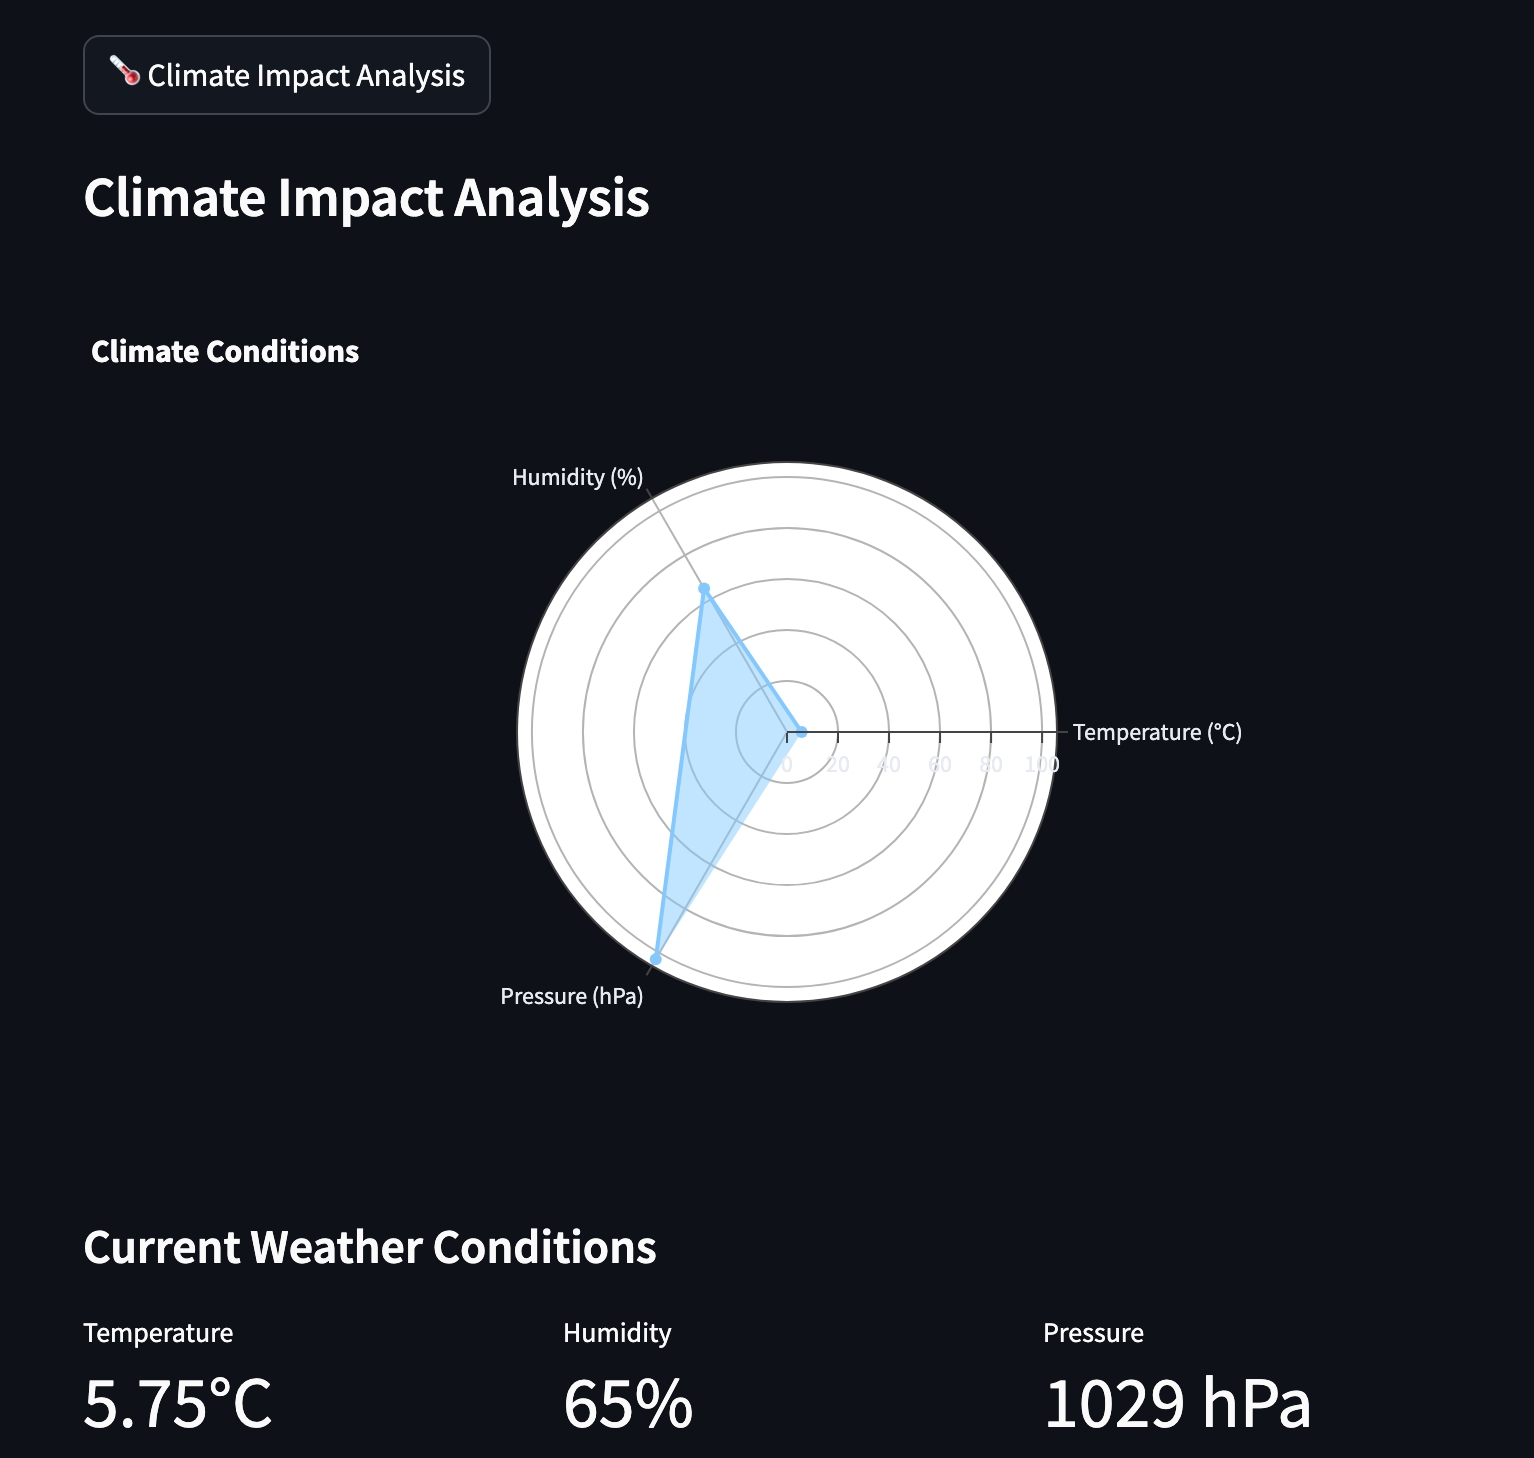 Climate Impact Analysis
Climate Impact Analysis
Climate Conditions
Humidity (%)
Temperature (°C)
0 20 40 60 80 100
Pressure (hPa)
Current Weather Conditions
Temperature Humidity Pressure
5.75°C 65% 1029 hPa